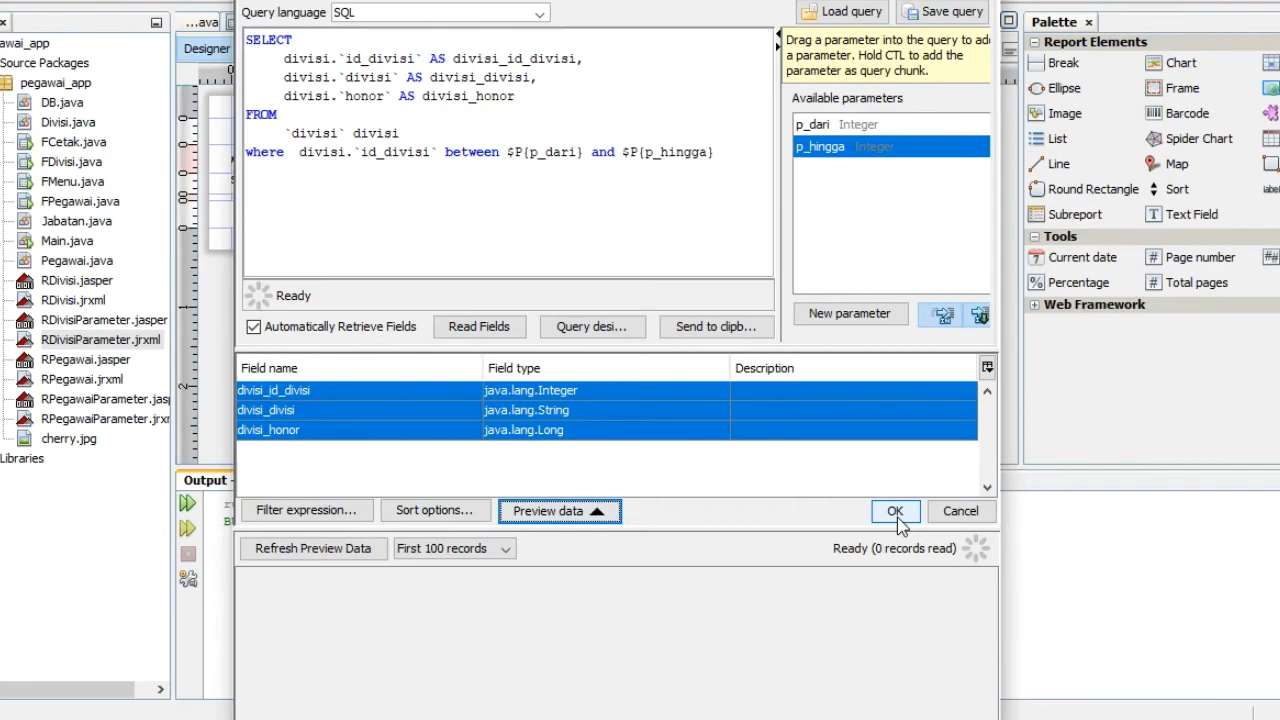 Query language SQL Load query Save query
awai_app ...ava Palette ×
Source Packages
pegawai_app
DB.java
Divisi.java
FCetak.java
FDivisi.java
FMenu.java
FPegawai.java
Jabatan.java
Main.java
Pegawai.java
RDivisi.jasper
RDivisi.jrxml
RDivisiParameter.jasper
RDivisiParameter.jrxml
RPegawai.jasper
RPegawai.jrxml
RPegawaiParameter.jasp
RPegawaiParameter.jrxm
cherry.jpg
Libraries
Designer
SELECT
divisi.`id_divisi` AS divisi_id_divisi,
divisi.`divisi` AS divisi_divisi,
divisi.`honor` AS divisi_honor
FROM
`divisi` divisi
where divisi.`id_divisi` between $P{p_dari} and $P{p_hingga}
Drag a parameter into the query to add
a parameter. Hold CTL to add the
parameter as query chunk.
Available parameters
p_dari Integer
p_hingga Integer
New parameter
Ready
Automatically Retrieve Fields Read Fields Query desi... Send to clipb...
Field name Field type Description
divisi_id_divisi java.lang.Integer
divisi_divisi java.lang.String
divisi_honor java.lang.Long
Filter expression... Sort options... Preview data OK Cancel
Refresh Preview Data First 100 records Ready (0 records read)
Output -
Report Elements
Break Chart
Ellipse Frame
Image Barcode
List Spider Chart
Line Map
Round Rectangle Sort
Subreport Text Field
Tools
Current date Page number
Percentage Total pages
Web Framework